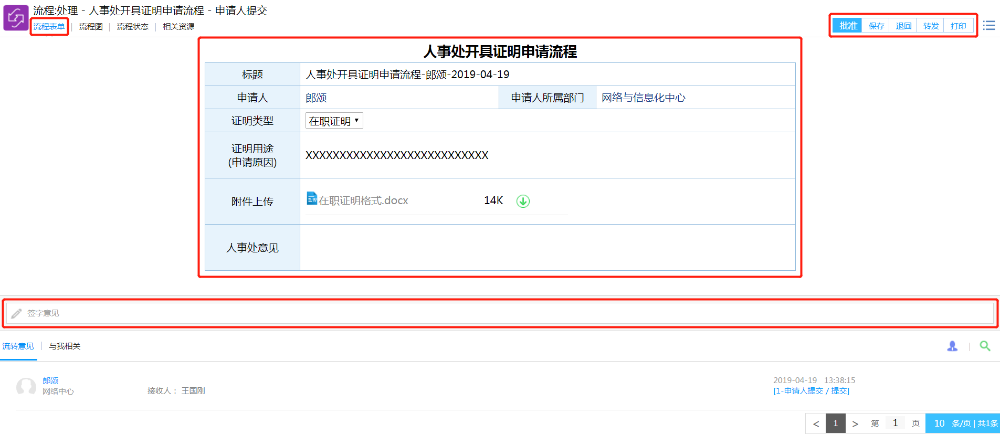 流程:处理 - 人事处开具证明申请流程 - 申请人提交
流程表单 | 流程图 | 流程状态 | 相关资源
批准 保存 退回 转发 打印
人事处开具证明申请流程
标题 人事处开具证明申请流程-郎颂-2019-04-19
申请人 郎颂 申请人所属部门 网络与信息化中心
证明类型 在职证明
证明用途
(申请原因)
XXXXXXXXXXXXXXXXXXXXXXXXXXX
附件上传 在职证明格式.docx 14K
人事处意见
签字意见
流转意见 | 与我相关
郎颂
网络中心
接收人： 王国刚
2019-04-19 13:38:15
[1-申请人提交 / 提交]
< 1 > 第 1 页 10 条/页 | 共1条